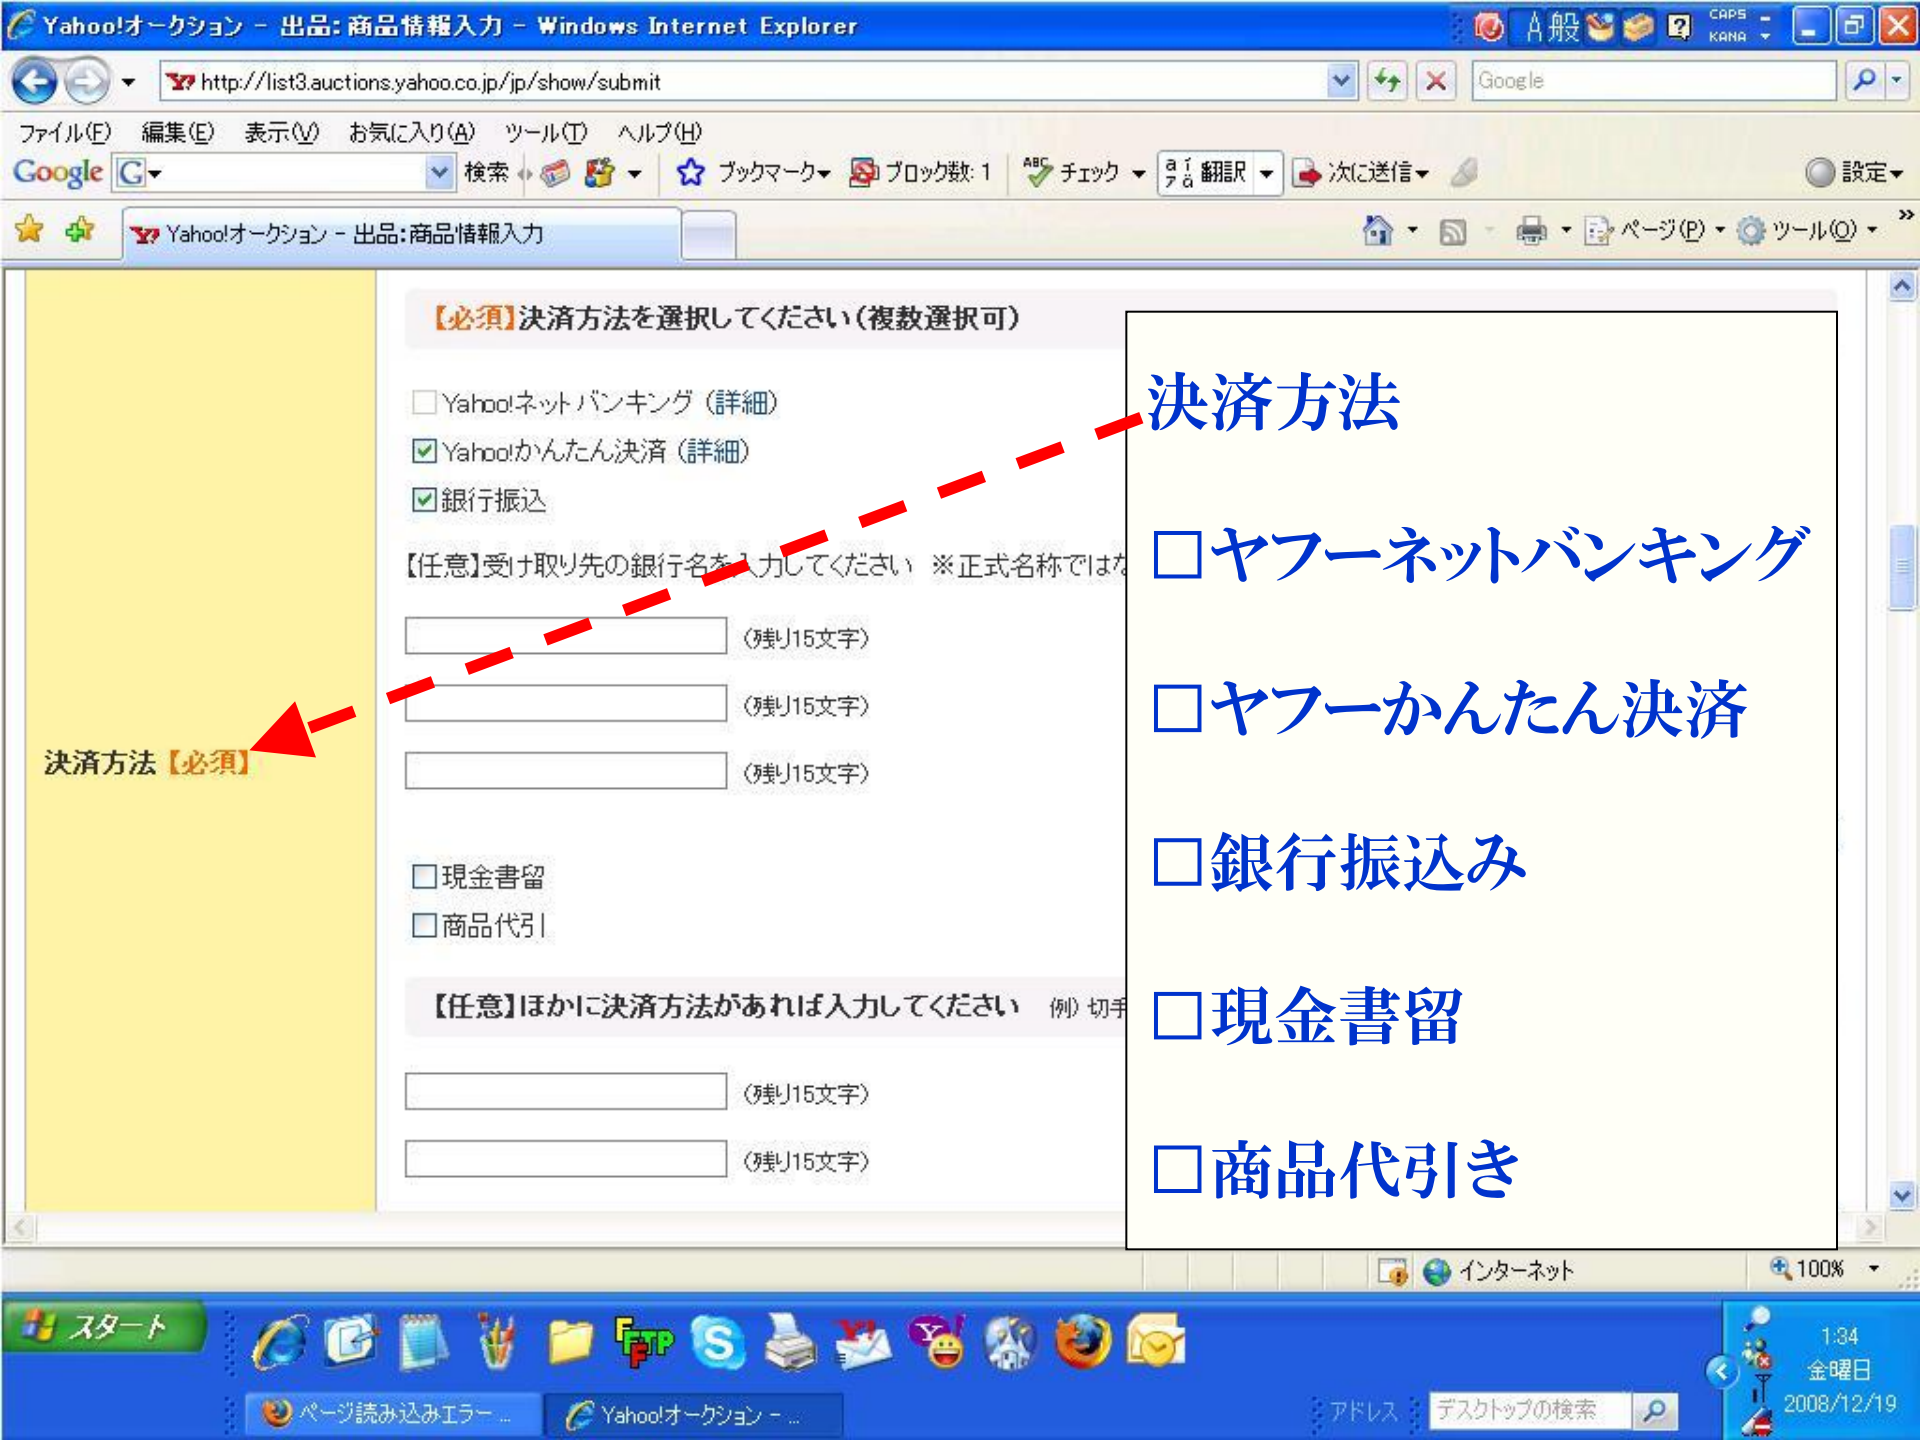 Yahoo!オークション - 出品：商品情報入力 - Windows Internet Explorer
A般
CAPS
KANA
http://list3.auctions.yahoo.co.jp/jp/show/submit
Google
ファイル(F) 編集(E) 表示(V) お気に入り(A) ツール(T) ヘルプ(H)
Google G 検索 ブックマーク ブロック数: 1 ABC チェック 翻訳 次に送信 設定
Yahoo!オークション - 出品:商品情報入力
ページ(P) ツール(O) »
【必須】決済方法を選択してください（複数選択可）
決済方法
□Yahoo!ネットバンキング (詳細)
☑Yahoo!かんたん決済 (詳細)
☑銀行振込
【任意】受け取り先の銀行名を入力してください ※正式名称ではな
□ヤフーネットバンキング
(残り15文字)
(残り15文字)
□ヤフーかんたん決済
決済方法【必須】
(残り15文字)
□銀行振込み
□現金書留
□商品代引
【任意】ほかに決済方法があれば入力してください 例) 切手
□現金書留
(残り15文字)
(残り15文字)
□商品代引き
インターネット
100%
スタート
FFFTP
1:34
金曜日
2008/12/19
ページ読み込みエラー ...
Yahoo!オークション - ...
アドレス
デスクトップの検索